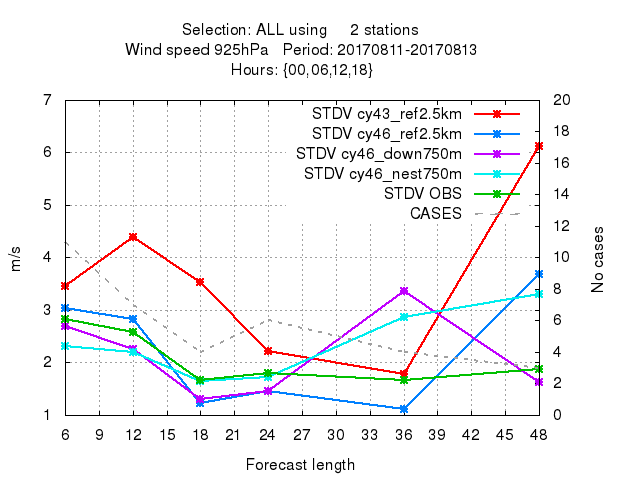 Selection: ALL using 2 stations
Wind speed 925hPa Period: 20170811-20170813
Hours: {00,06,12,18}
STDV cy43_ref2.5km
STDV cy46_ref2.5km
STDV cy46_down750m
STDV cy46_nest750m
STDV OBS
CASES
m/s
7
6
5
4
3
2
1
No cases
20
18
16
14
12
10
8
6
4
2
0
6 9 12 15 18 21 24 27 30 33 36 39 42 45 48
Forecast length